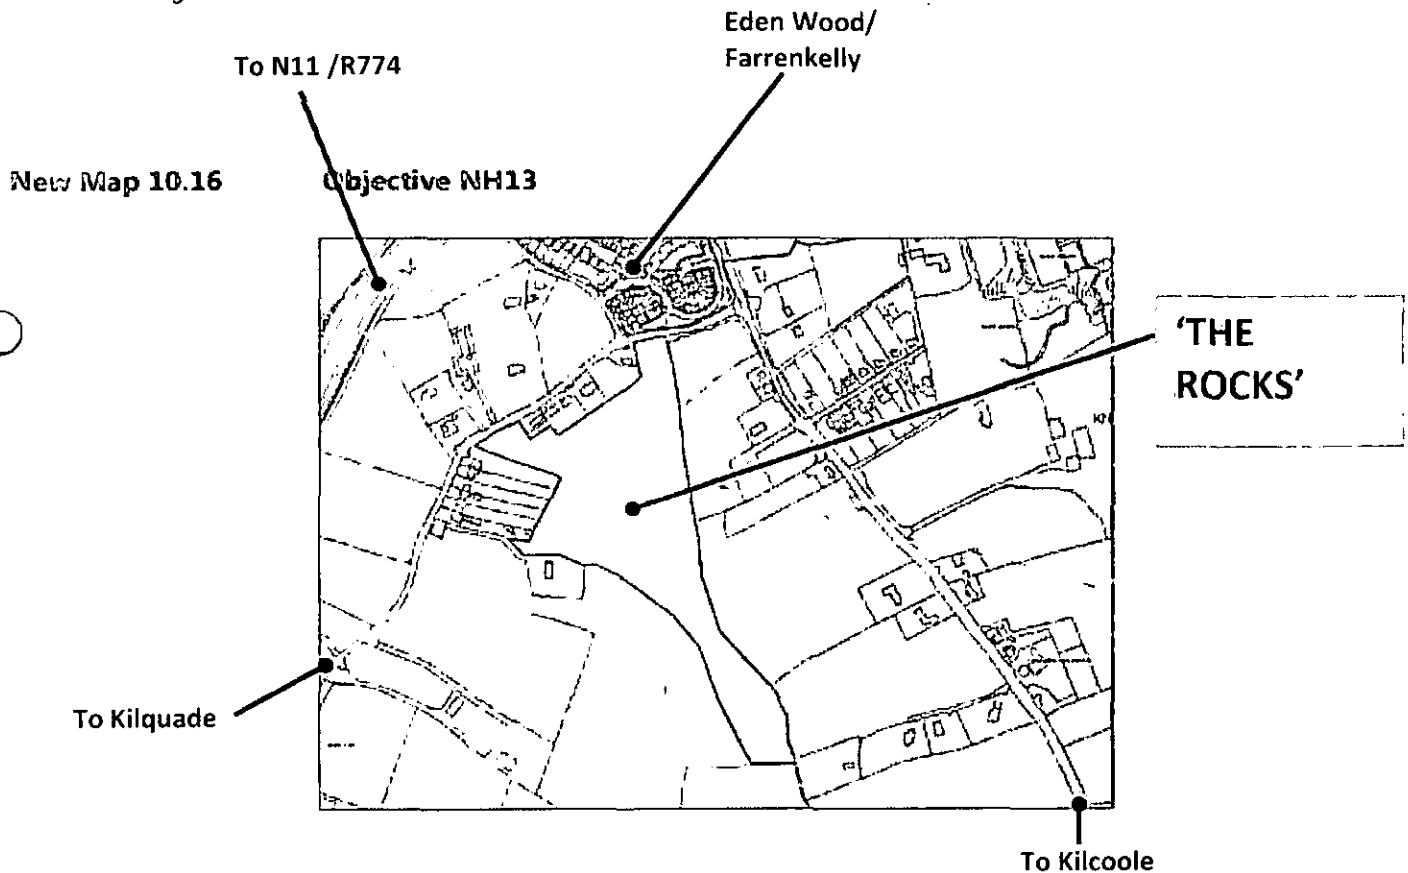 Eden Wood/
Farrenkelly
To N11 /R774
New Map 10.16 Objective NH13
'THE
ROCKS'
To Kilquade
To Kilcoole